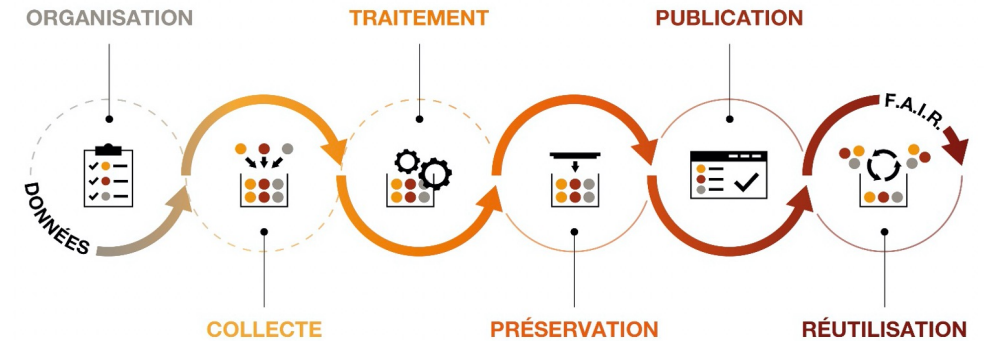 ORGANISATION
TRAITEMENT
PUBLICATION
DONNÉES
F.A.I.R.
COLLECTE
PRÉSERVATION
RÉUTILISATION